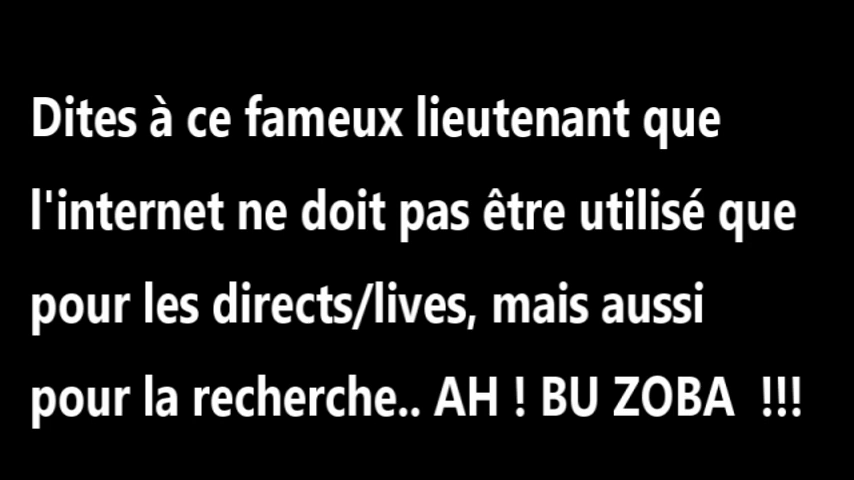 Dites à ce fameux lieutenant que
l'internet ne doit pas être utilisé que
pour les directs/lives, mais aussi
pour la recherche.. AH ! BU ZOBA  !!!